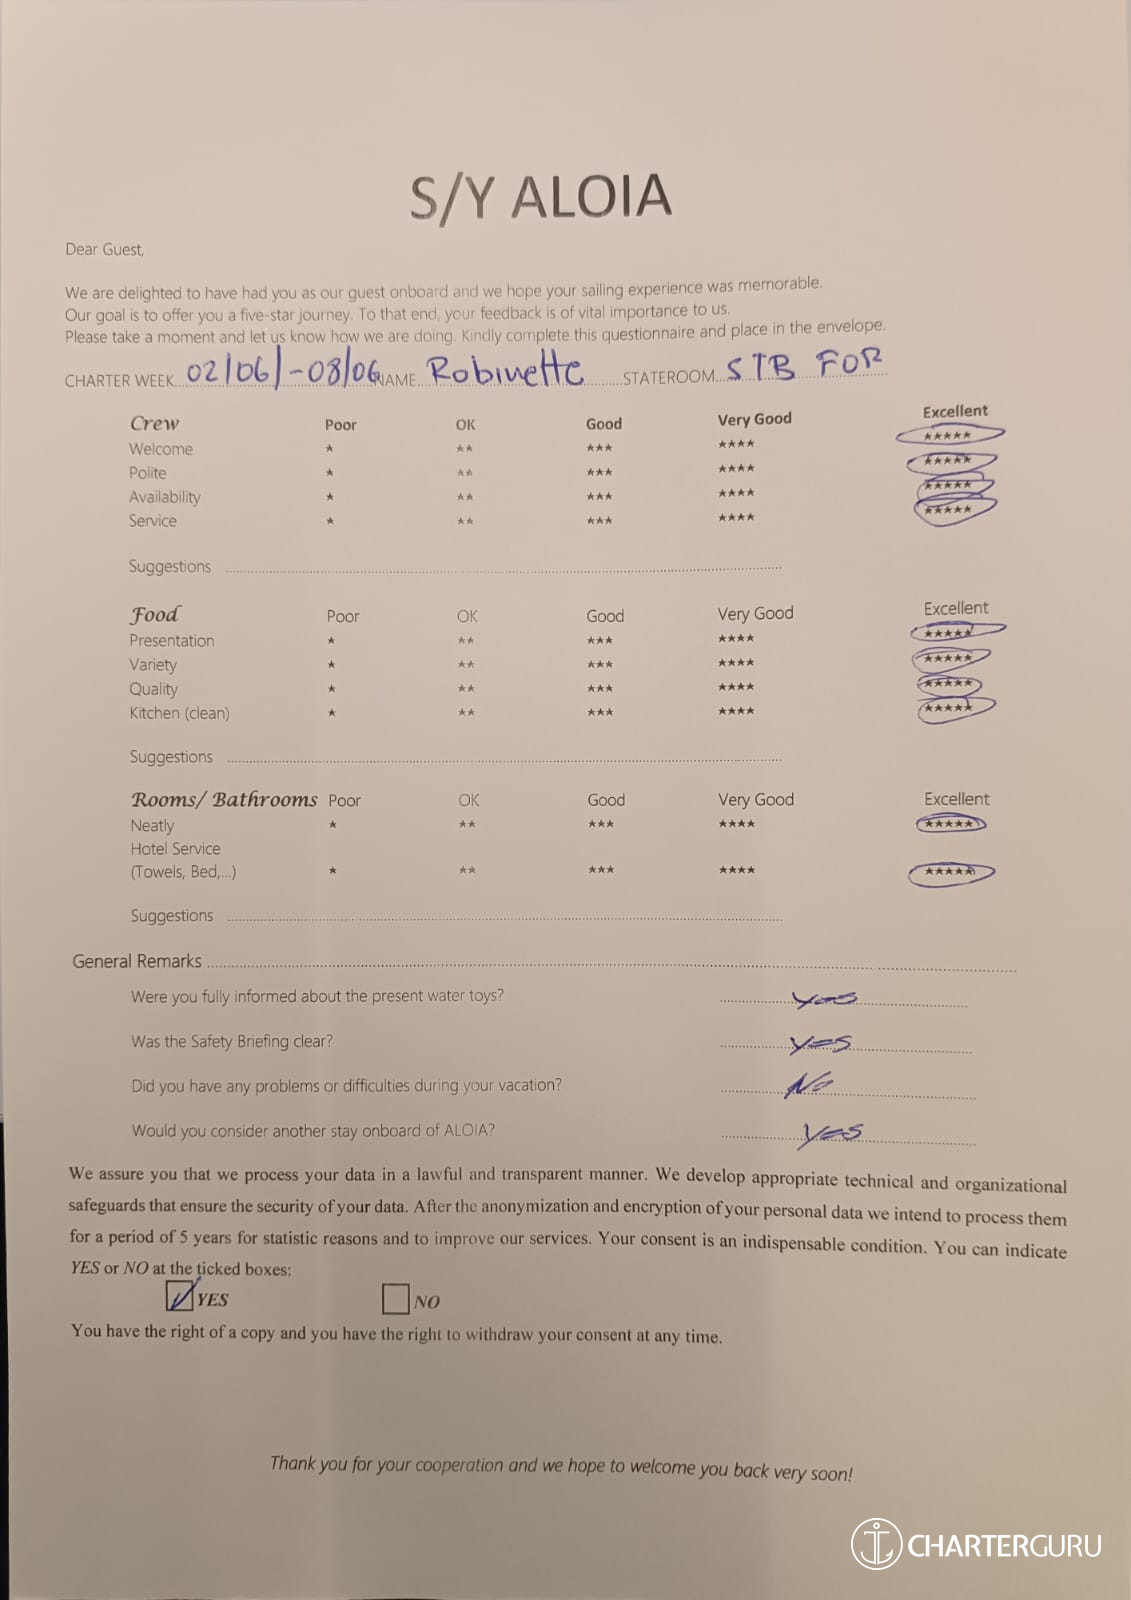 S/Y ALOIA
Dear Guest,
We are delighted to have had you as our guest onboard and we hope your sailing experience was memorable.
Our goal is to offer you a five-star journey. To that end, your feedback is of vital importance to us.
Please take a moment and let us know how we are doing. Kindly complete this questionnaire and place in the envelope.
CHARTER WEEK... 02/06/-08/06 NAME. Robinette ..........STATEROOM... STB FOR
Crew Poor OK Good Very Good Excellent
Welcome ★ ★★ ★★★ ★★★★ ★★★★★
Polite ★ ★★ ★★★ ★★★★ ★★★★★
Availability ★ ★★ ★★★ ★★★★ ★★★★★
Service ★ ★★ ★★★ ★★★★ ★★★★★
Suggestions
Food Poor OK Good Very Good Excellent
Presentation ★ ★★ ★★★ ★★★★ ★★★★★
Variety ★ ★★ ★★★ ★★★★ ★★★★★
Quality ★ ★★ ★★★ ★★★★ ★★★★★
Kitchen (clean) ★ ★★ ★★★ ★★★★ ★★★★★
Suggestions
Rooms/ Bathrooms Poor OK Good Very Good Excellent
Neatly ★ ★★ ★★★ ★★★★ ★★★★★
Hotel Service
(Towels, Bed,...) ★ ★★ ★★★ ★★★★ ★★★★★
Suggestions
General Remarks
Were you fully informed about the present water toys? yes
Was the Safety Briefing clear? yes
Did you have any problems or difficulties during your vacation? No
Would you consider another stay onboard of ALOIA? yes
We assure you that we process your data in a lawful and transparent manner. We develop appropriate technical and organizational
safeguards that ensure the security of your data. After the anonymization and encryption of your personal data we intend to process them
for a period of 5 years for statistic reasons and to improve our services. Your consent is an indispensable condition. You can indicate
YES or NO at the ticked boxes:
YES NO
You have the right of a copy and you have the right to withdraw your consent at any time.
Thank you for your cooperation and we hope to welcome you back very soon!
CHARTERGURU